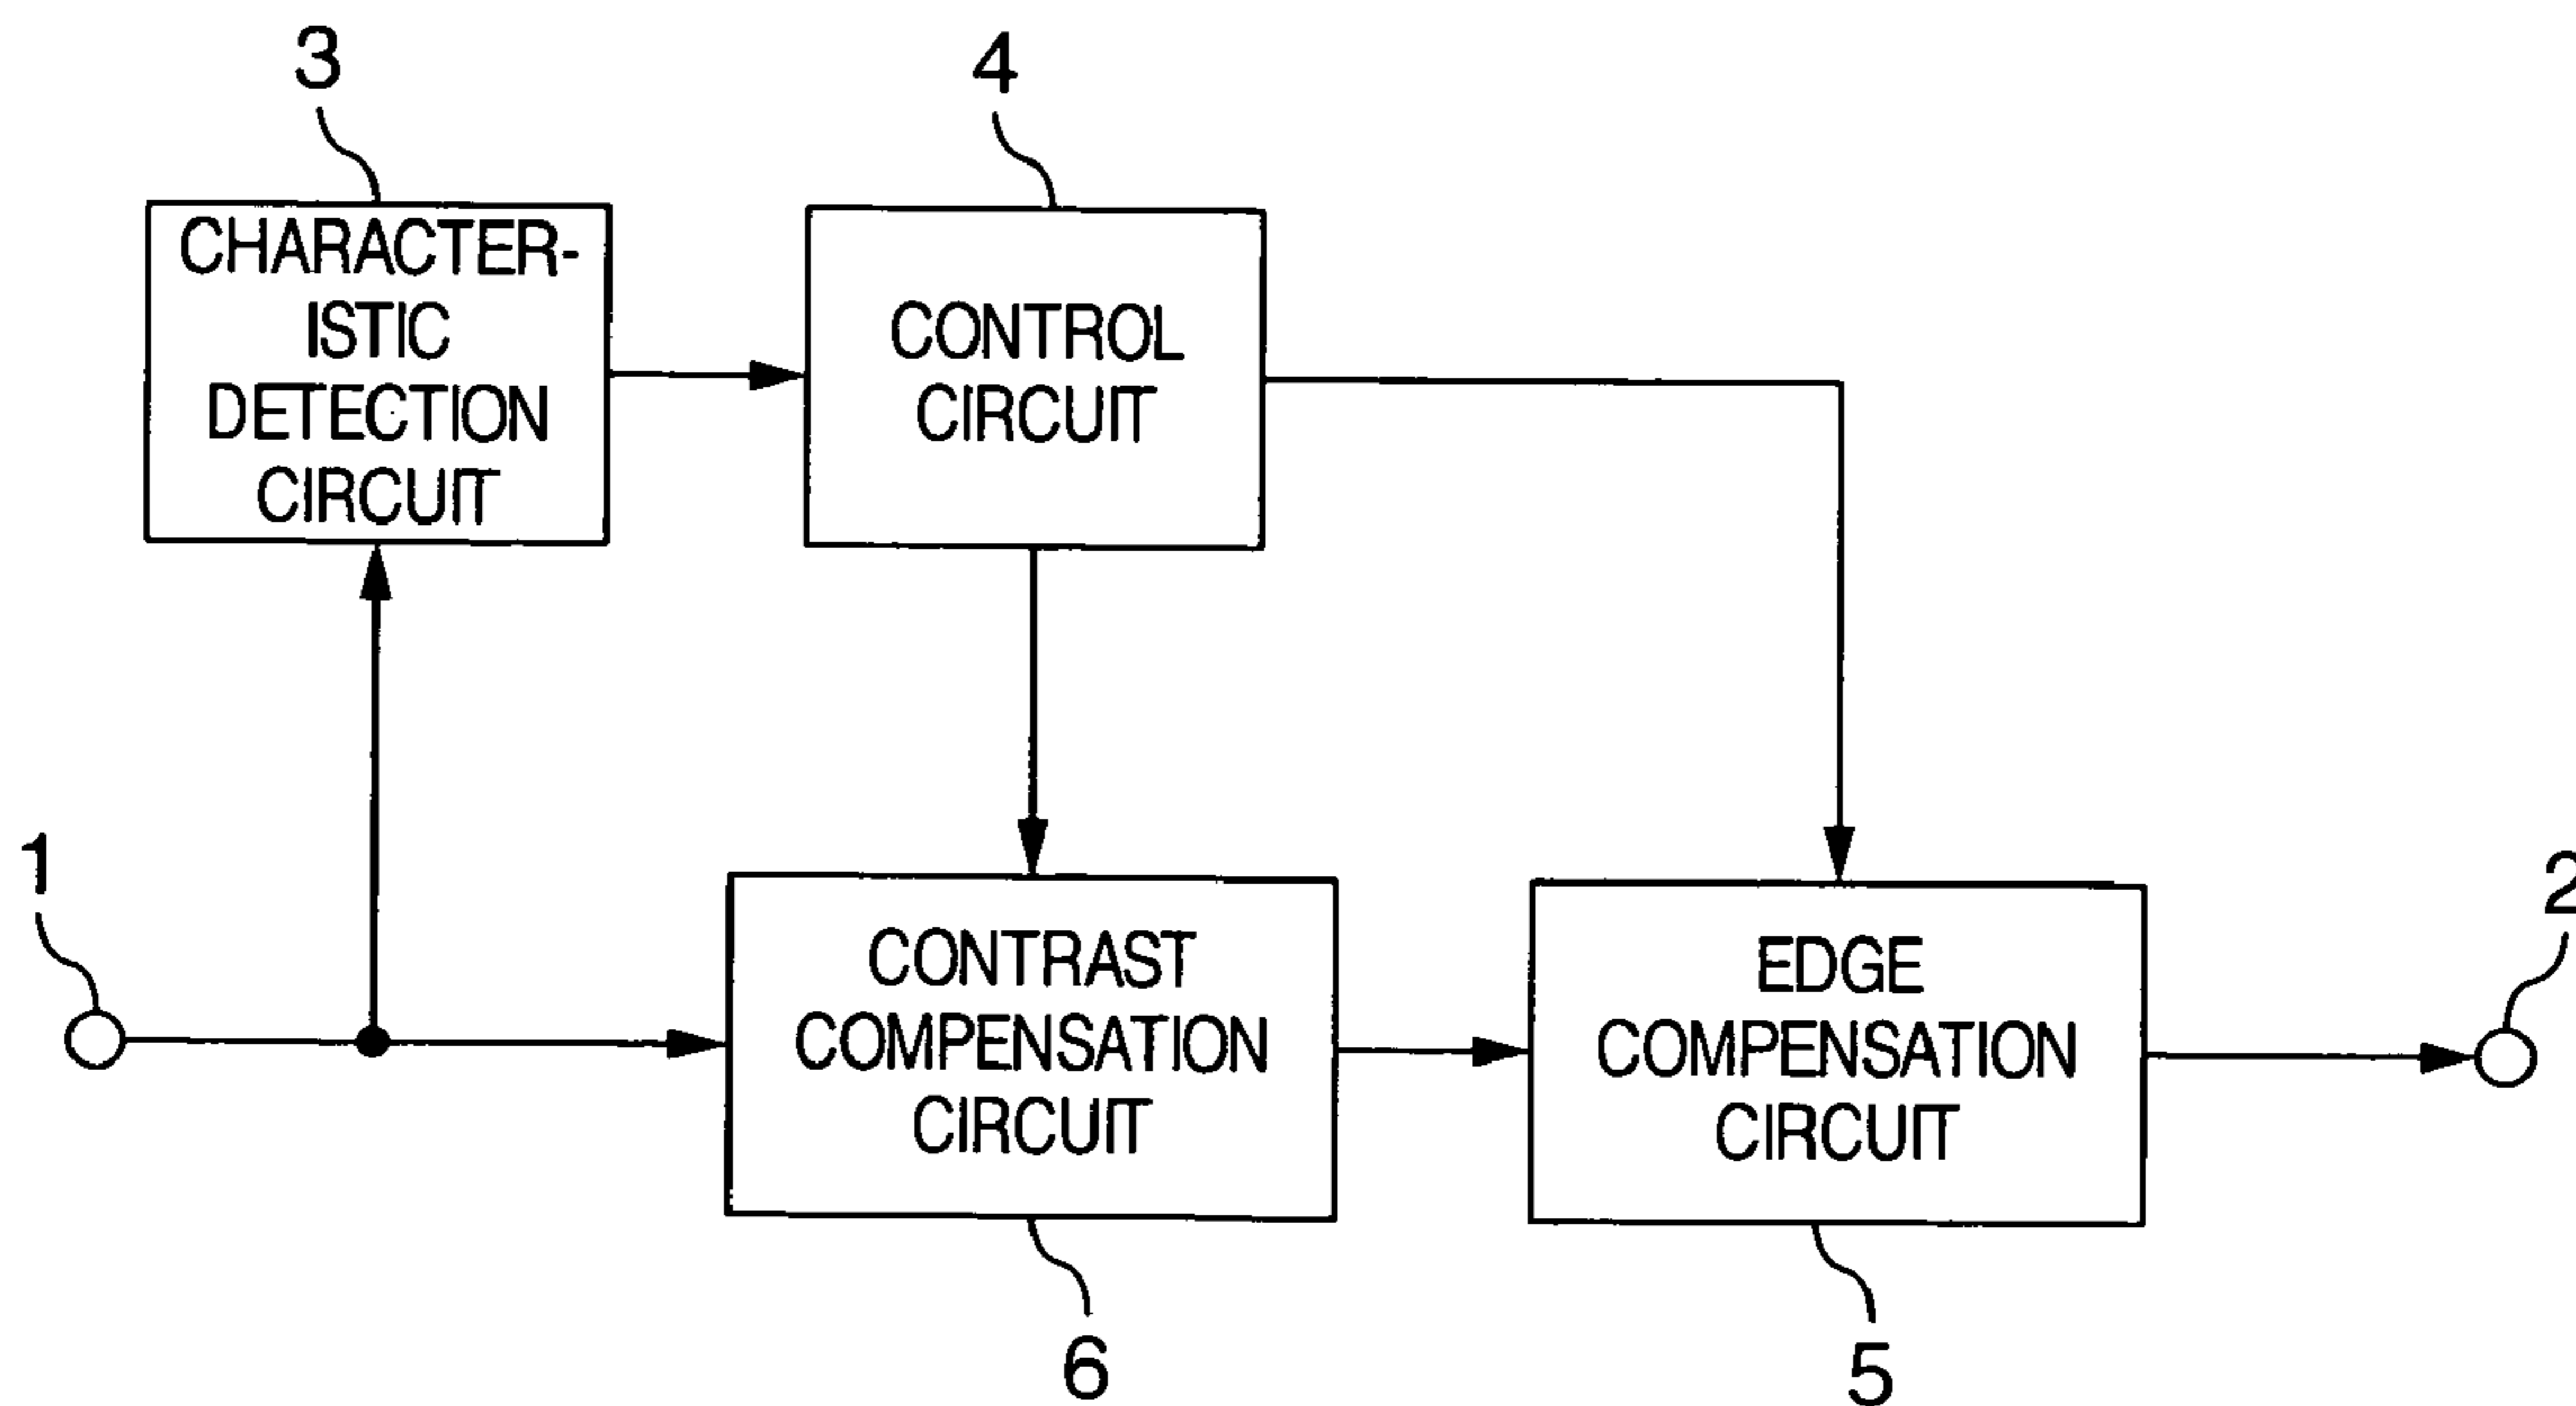 3
4
CHARACTER-
ISTIC
DETECTION
CIRCUIT
CONTROL
CIRCUIT
1
2
CONTRAST
COMPENSATION
CIRCUIT
EDGE
COMPENSATION
CIRCUIT
6
5